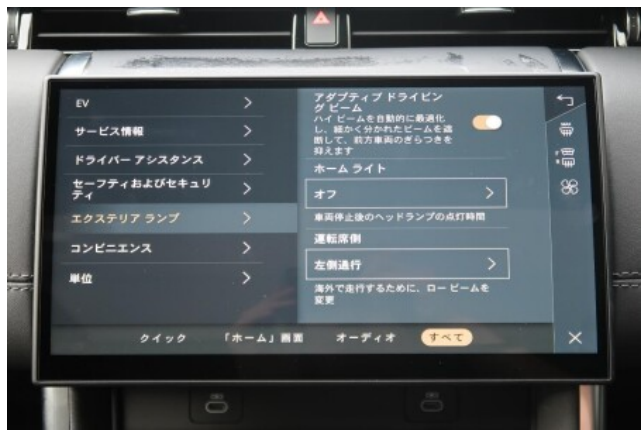 EV
サービス情報
ドライバー アシスタンス
セーフティおよびセキュリ
ティ
エクステリア ランプ
コンビニエンス
単位
アダプティブ ドライビン
グ ビーム
ハイ ビームを自動的に最適化
し、細かく分かれたビームを遮
断して、前方車両のぎらつきを
抑えます
ホーム ライト
オフ
車両停止後のヘッドランプの点灯時間
運転席側
左側通行
海外で走行するために、ロー ビームを
変更
クイック 「ホーム」画面 オーディオ すべて